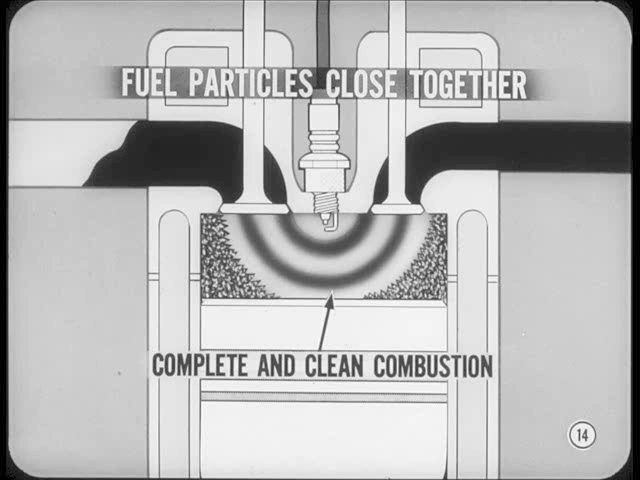 FUEL PARTICLES CLOSE TOGETHER
COMPLETE AND CLEAN COMBUSTION
14